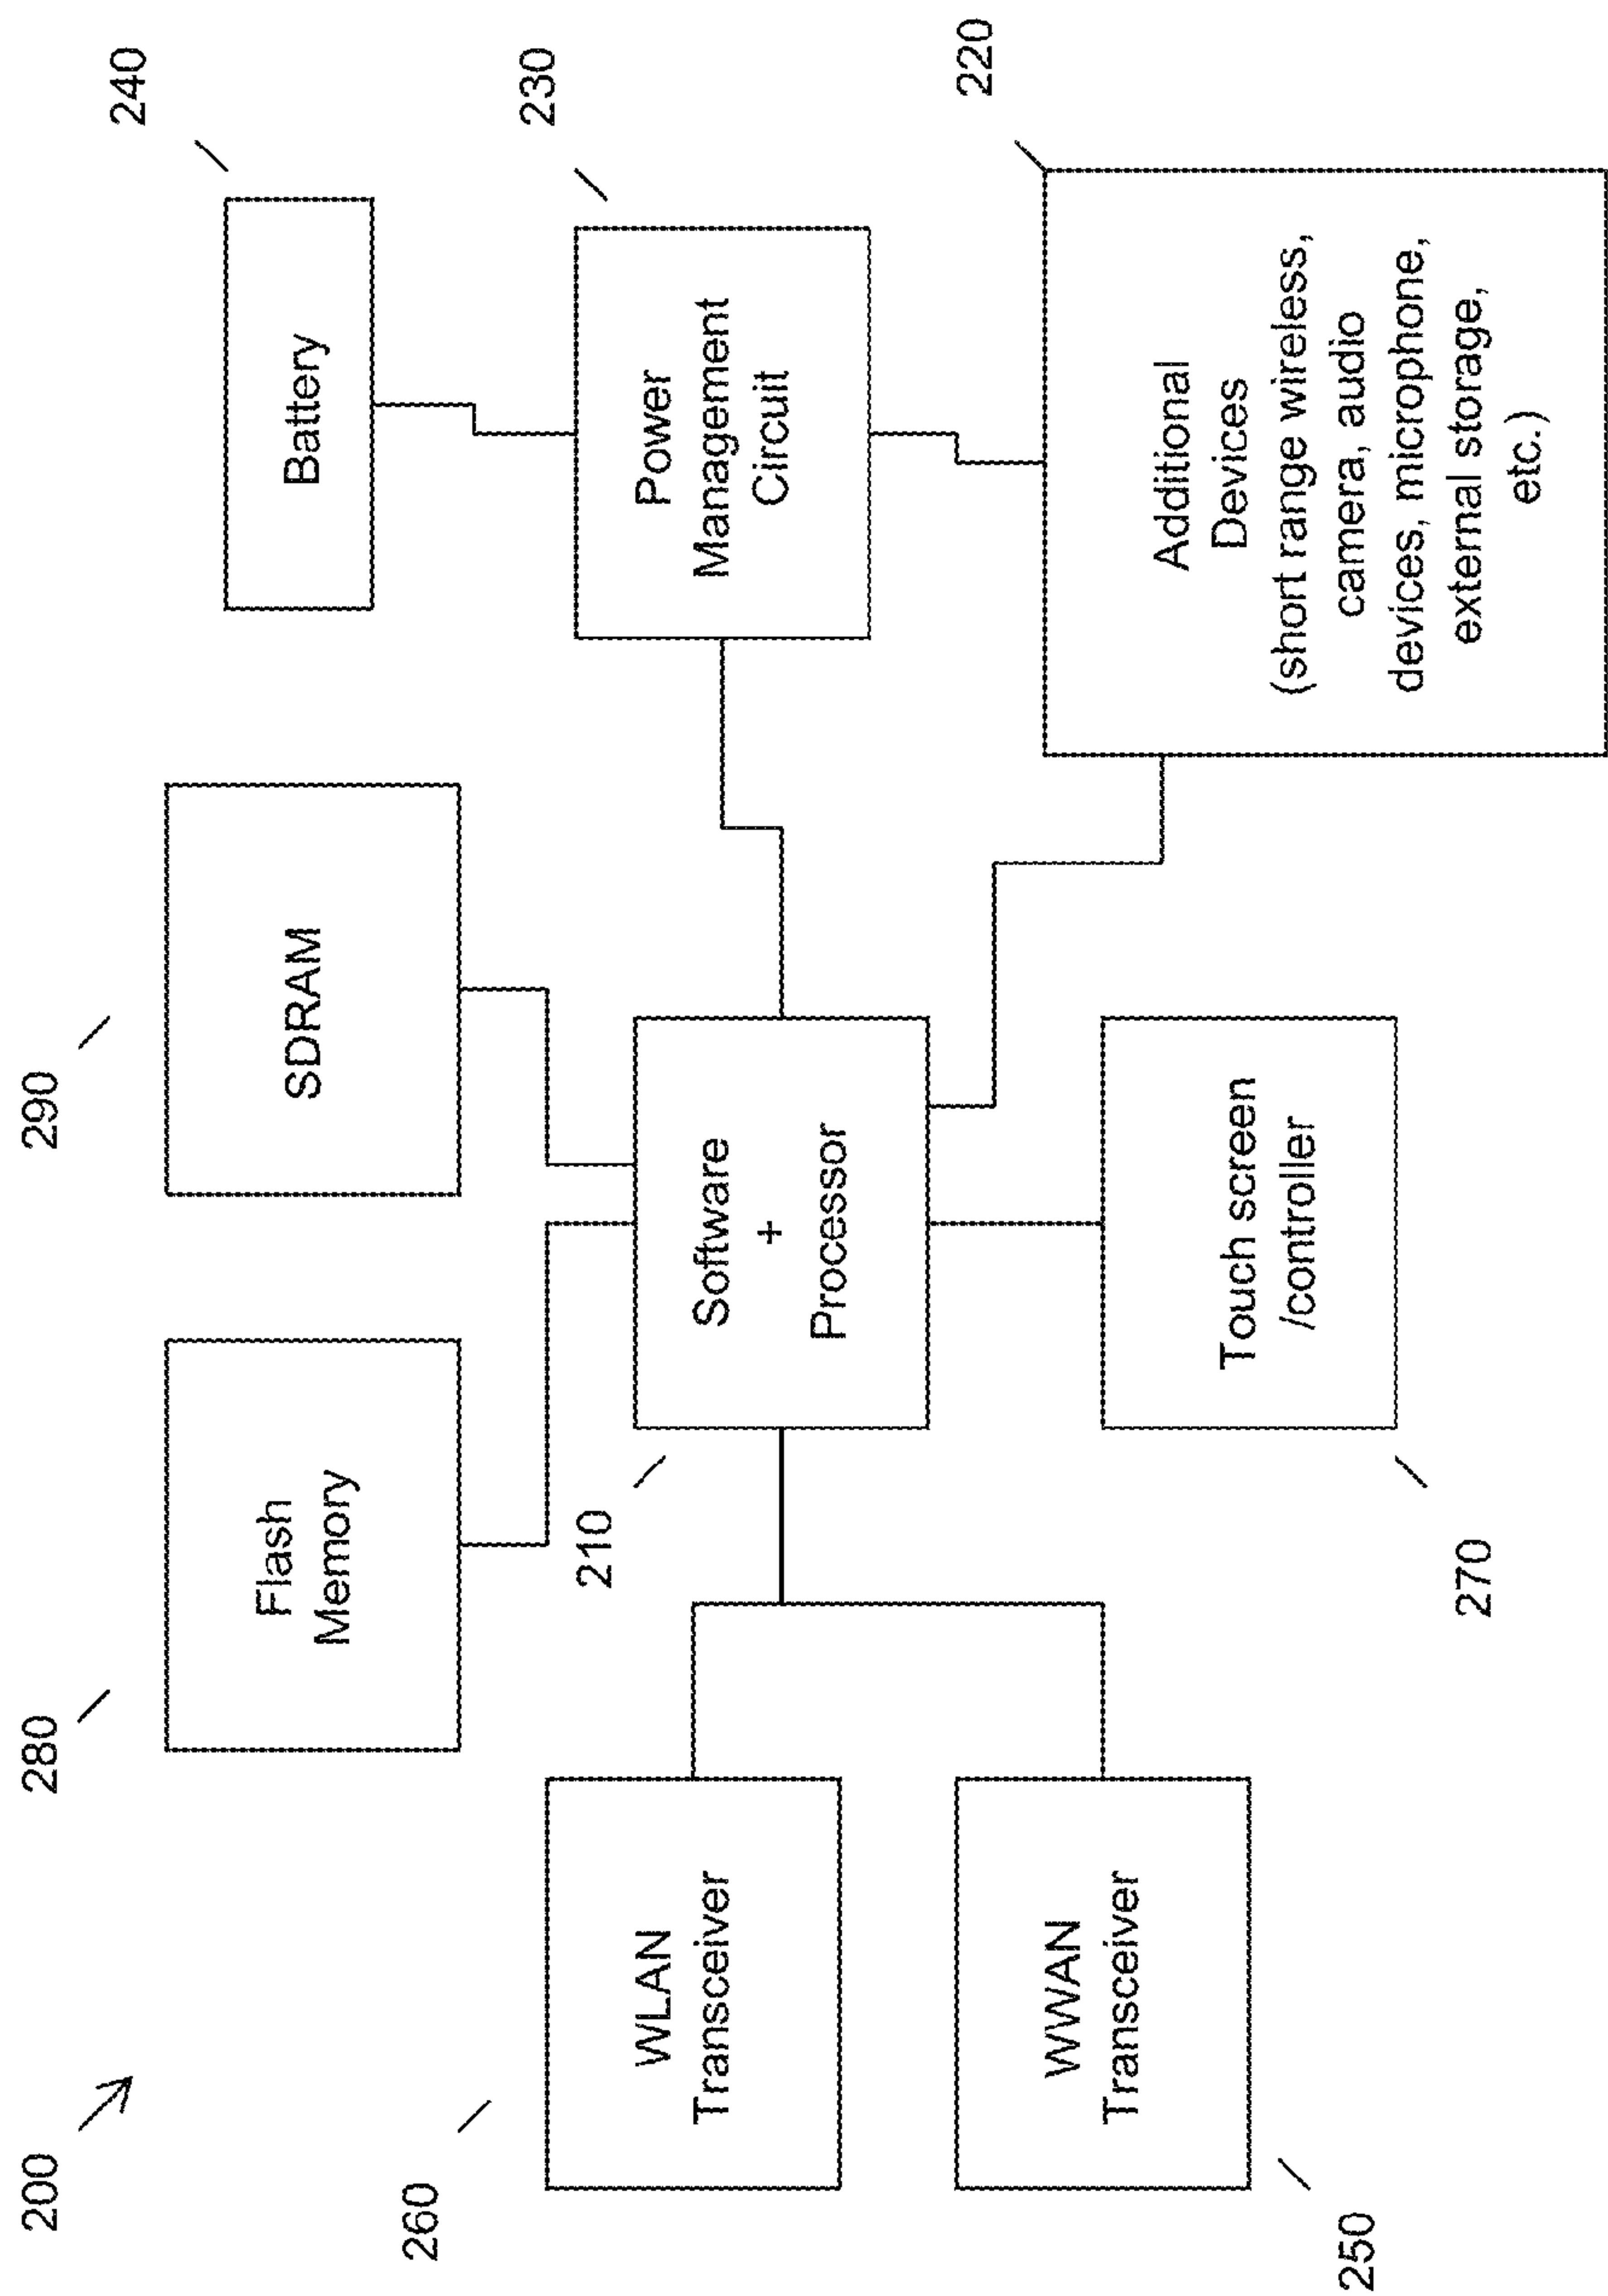 200
280
290
240
Flash
Memory
SDRAM
Battery
260
WLAN
Transceiver
210
Software
+
Processor
230
Power
Management
Circuit
250
WWAN
Transceiver
270
Touch screen
/controller
220
Additional
Devices
(short range wireless,
camera, audio
devices, microphone,
external storage,
etc.)